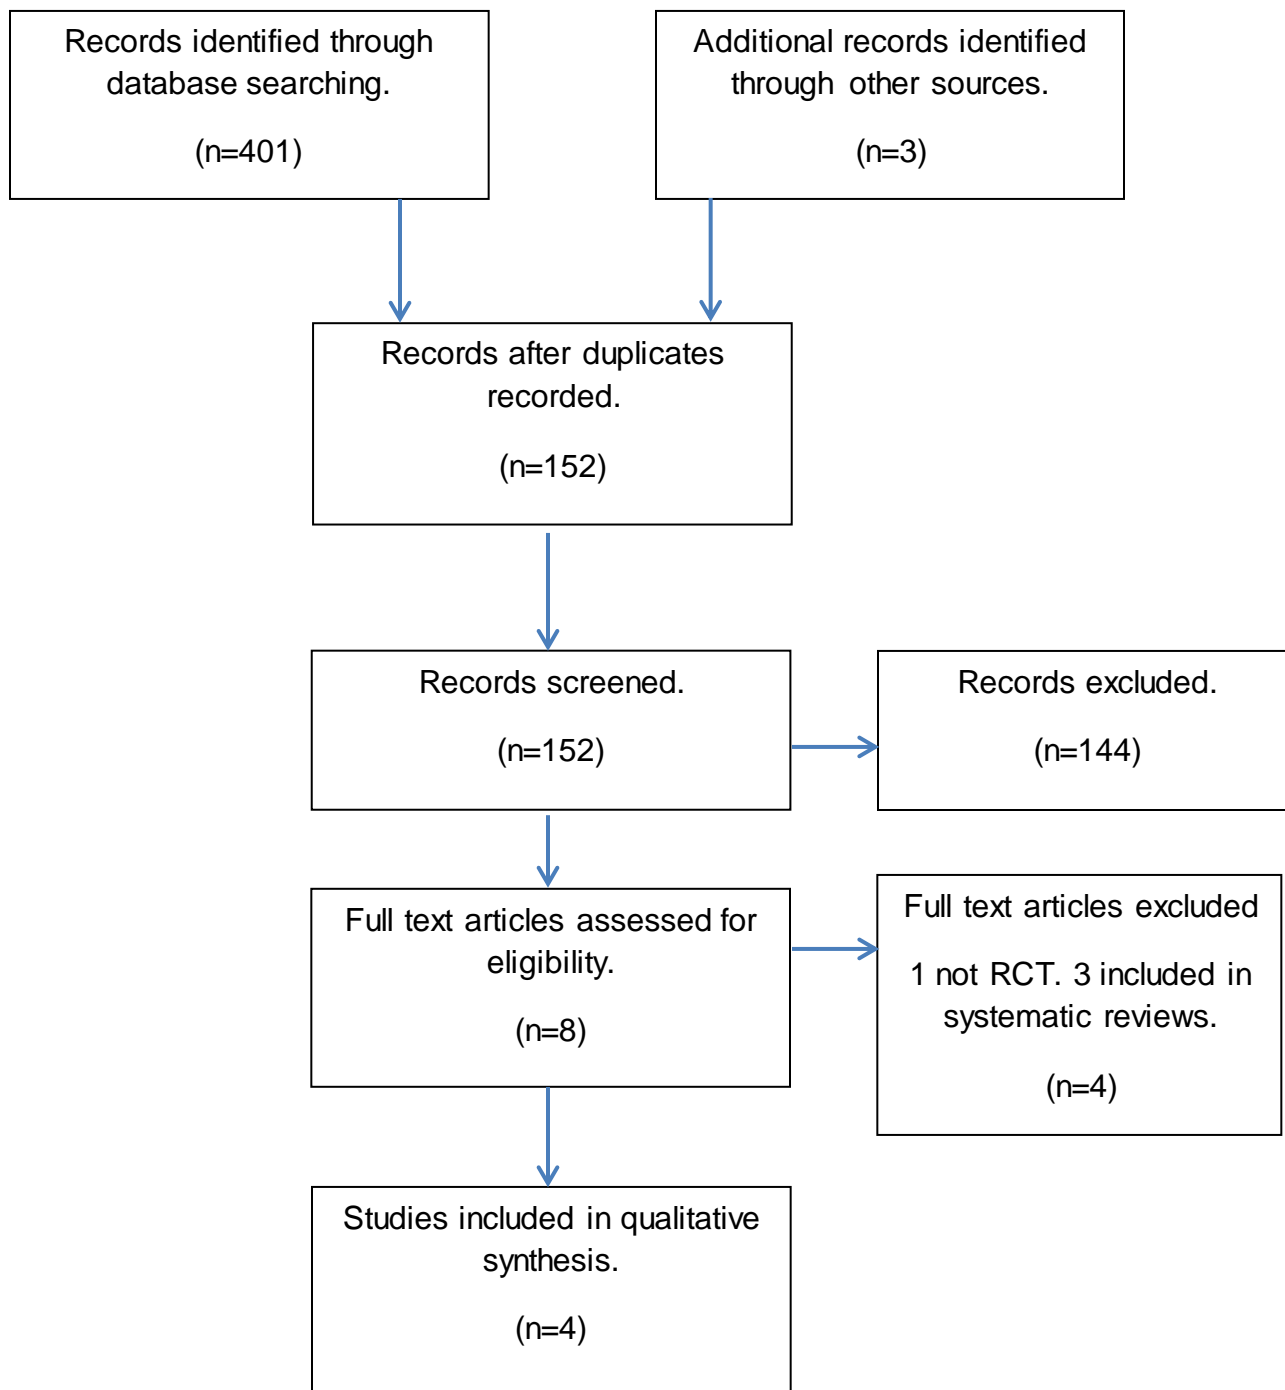 Records identified through
database searching.
(n=401)
Additional records identified
through other sources.
(n=3)
Records after duplicates
recorded.
(n=152)
Records screened.
(n=152)
Records excluded.
(n=144)
Full text articles assessed for
eligibility.
(n=8)
Full text articles excluded
1 not RCT. 3 included in
systematic reviews.
(n=4)
Studies included in qualitative
synthesis.
(n=4)